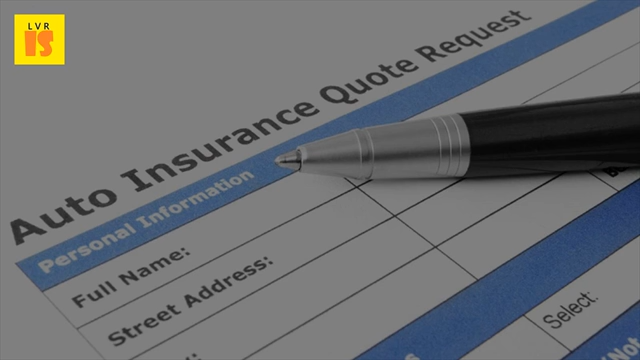 LVR
IS
Auto Insurance Quote Request
Personal Information
Full Name:
Street Address:
Select: